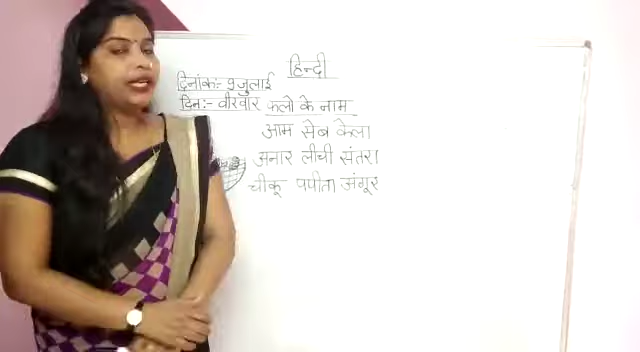 हिन्दी
दिनांक:- 9 जुलाई
दिन:- वीरवार फलो के नाम
आम सेब केला
अनार लीची संतरा
चीकू पपीता अंगूर